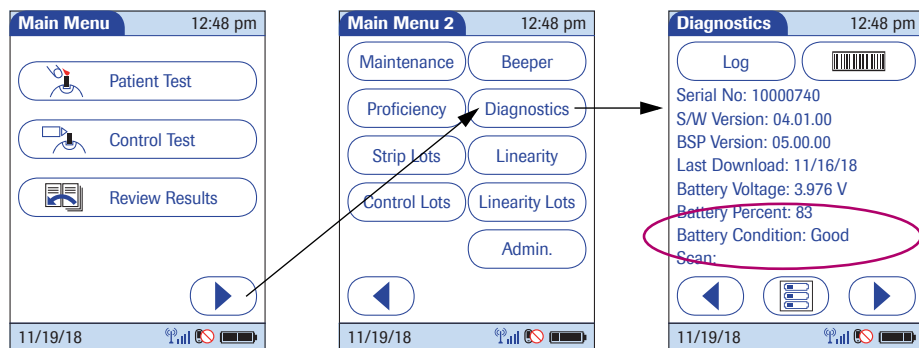 Main Menu 12:48 pm
Patient Test
Control Test
Review Results
11/19/18
Main Menu 2 12:48 pm
Maintenance Beeper
Proficiency Diagnostics
Strip Lots Linearity
Control Lots Linearity Lots
Admin.
11/19/18
Diagnostics 12:48 pm
Log
Serial No: 10000740
S/W Version: 04.01.00
BSP Version: 05.00.00
Last Download: 11/16/18
Battery Voltage: 3.976 V
Battery Percent: 83
Battery Condition: Good
Scan:
11/19/18